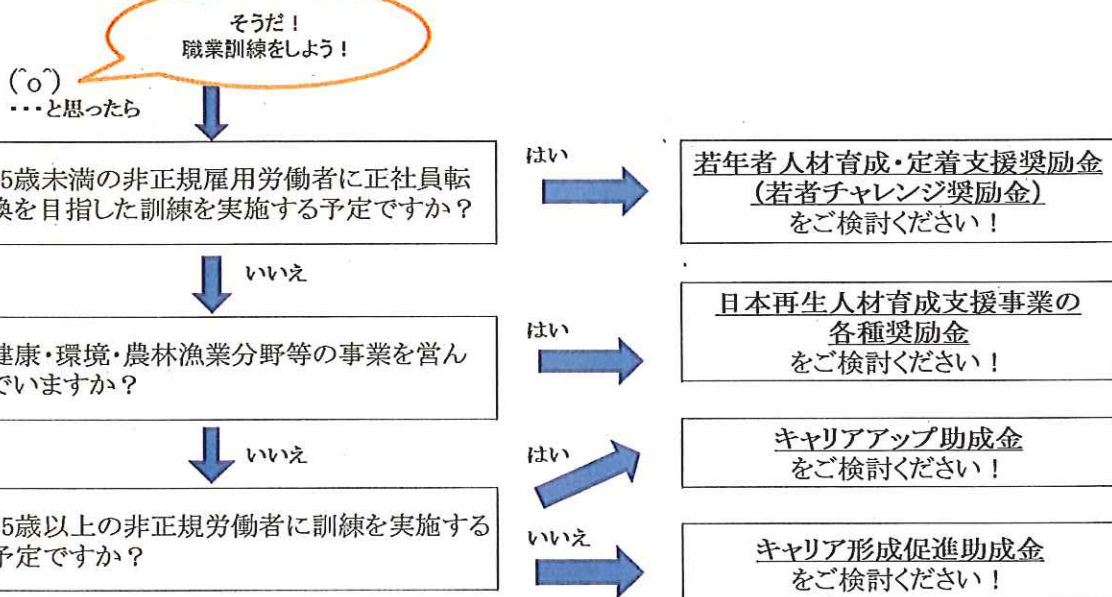 そうだ！
職業訓練をしよう！
(^o^)
・・・と思ったら
5歳未満の非正規雇用労働者に正社員転
換を目指した訓練を実施する予定ですか？
はい
若年者人材育成・定着支援奨励金
(若者チャレンジ奨励金)
をご検討ください！
いいえ
健康・環境・農林漁業分野等の事業を営ん
でいますか？
はい
日本再生人材育成支援事業の
各種奨励金
をご検討ください！
いいえ
5歳以上の非正規労働者に訓練を実施する
予定ですか？
はい
キャリアアップ助成金
をご検討ください！
いいえ
キャリア形成促進助成金
をご検討ください！